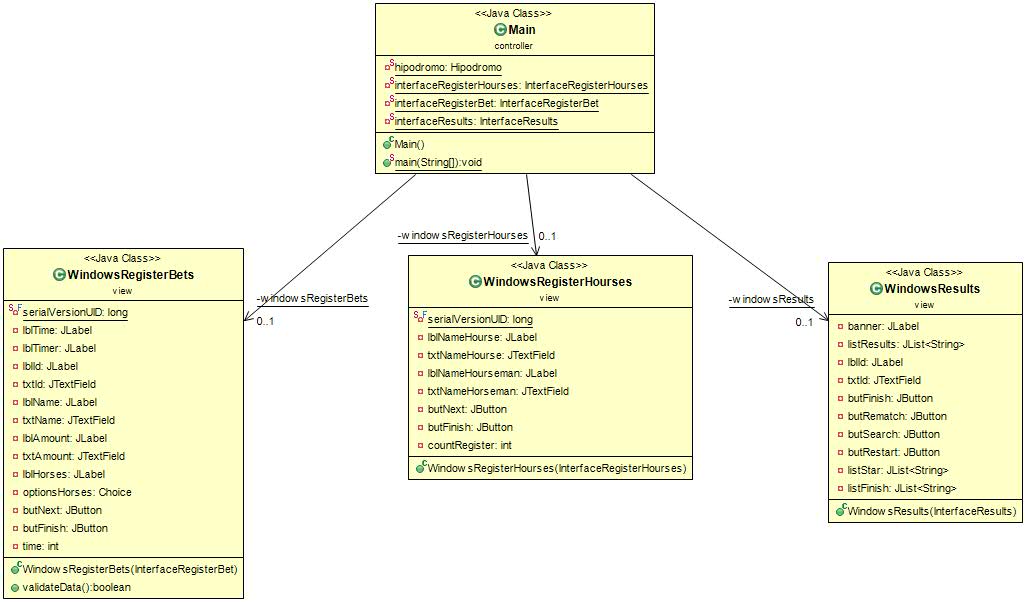 <<Java Class>>
Main
controller
hipodromo: Hipodromo
interfaceRegisterHourses: InterfaceRegisterHourses
interfaceRegisterBet: InterfaceRegisterBet
interfaceResults: InterfaceResults
Main()
main(String[]):void
-windowsRegisterHourses
0..1
<<Java Class>>
WindowsRegisterBets
view
serialVersionUID: long
lblTime: JLabel
lblTimer: JLabel
lblId: JLabel
txtId: JTextField
lblName: JLabel
txtName: JTextField
lblAmount: JLabel
txtAmount: JTextField
lblHorses: JLabel
optionsHorses: Choice
butNext: JButton
butFinish: JButton
time: int
WindowsRegisterBets(InterfaceRegisterBet)
validateData():boolean
-windowsRegisterBets
0..1
<<Java Class>>
WindowsRegisterHourses
view
serialVersionUID: long
lblNameHourse: JLabel
txtNameHourse: JTextField
lblNameHourseman: JLabel
txtNameHorseman: JTextField
butNext: JButton
butFinish: JButton
countRegister: int
WindowsRegisterHourses(InterfaceRegisterHourses)
-windowsResults
0..1
<<Java Class>>
WindowsResults
view
banner: JLabel
listResults: JList<String>
lblId: JLabel
txtId: JTextField
butFinish: JButton
butRematch: JButton
butSearch: JButton
butRestart: JButton
listStar: JList<String>
listFinish: JList<String>
WindowsResults(InterfaceResults)